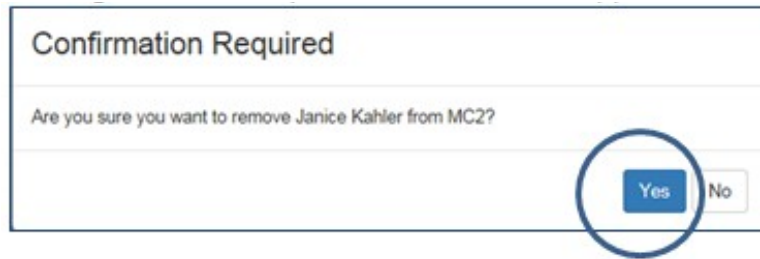 Confirmation Required
Are you sure you want to remove Janice Kahler from MC2?
Yes No